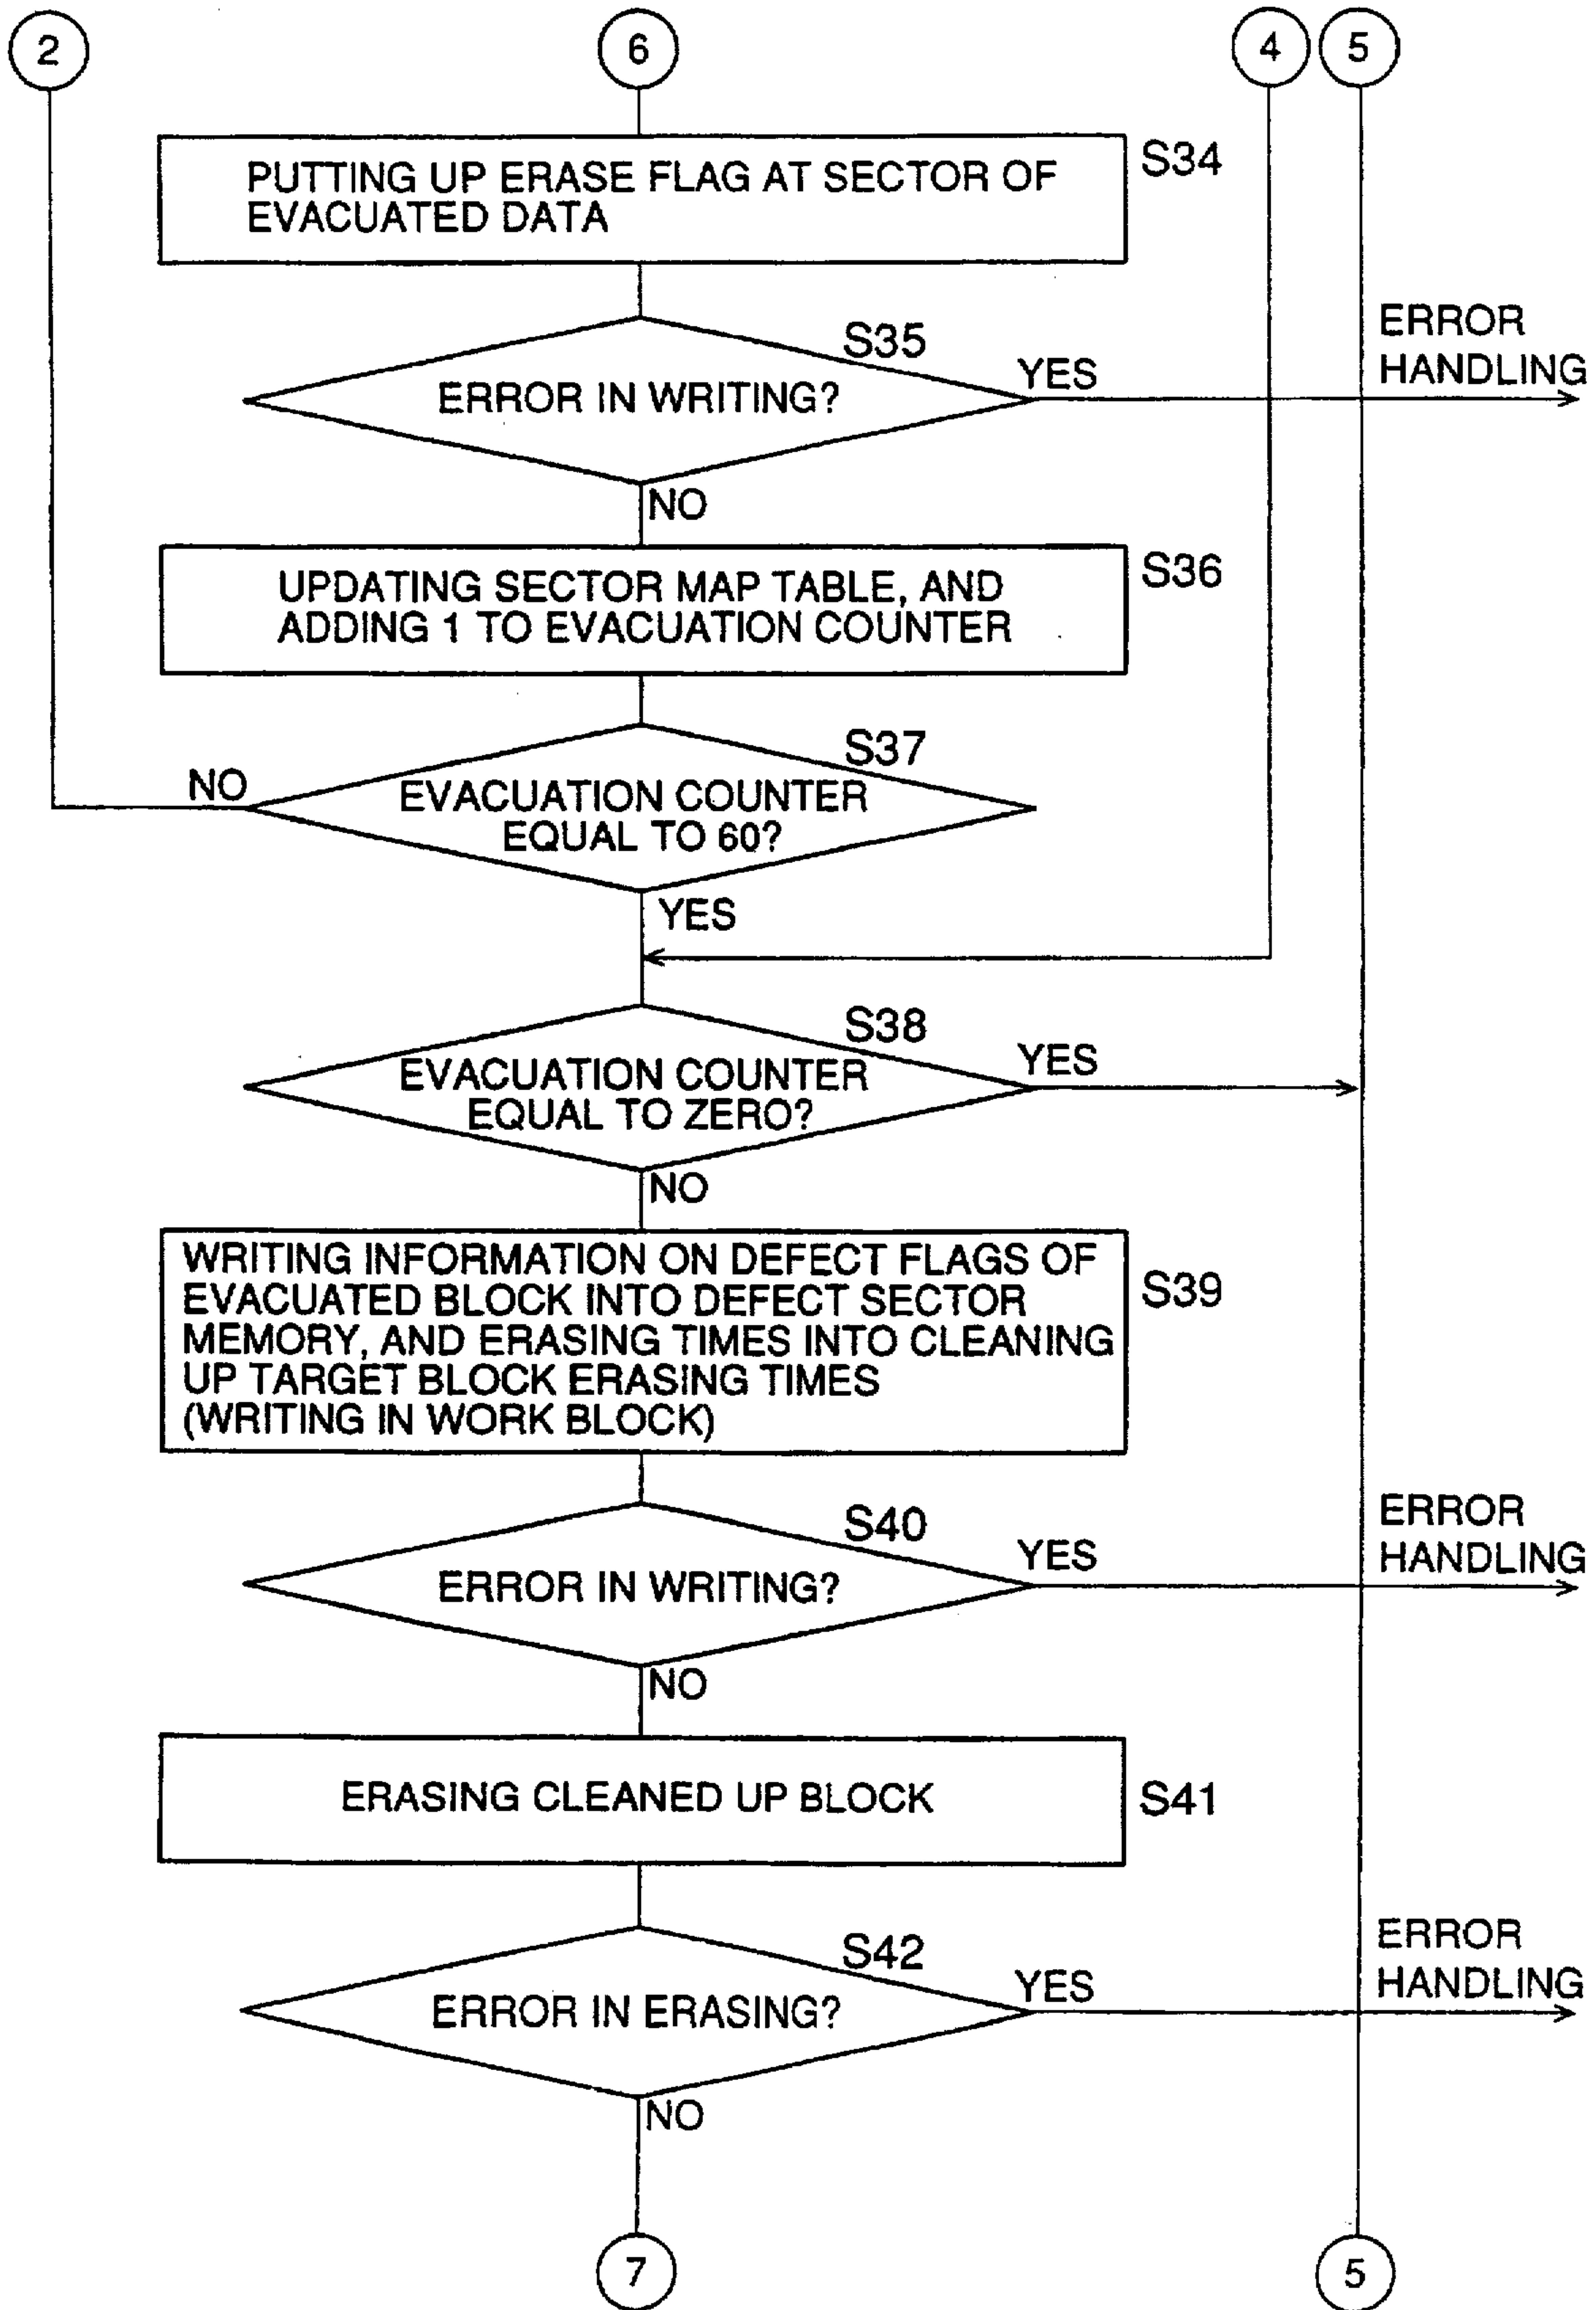 2
6
4
5
PUTTING UP ERASE FLAG AT SECTOR OF
EVACUATED DATA
S34
S35
ERROR IN WRITING?
YES
ERROR
HANDLING
NO
UPDATING SECTOR MAP TABLE, AND
ADDING 1 TO EVACUATION COUNTER
S36
S37
NO
EVACUATION COUNTER
EQUAL TO 60?
YES
S38
EVACUATION COUNTER
EQUAL TO ZERO?
YES
NO
WRITING INFORMATION ON DEFECT FLAGS OF
EVACUATED BLOCK INTO DEFECT SECTOR
MEMORY, AND ERASING TIMES INTO CLEANING
UP TARGET BLOCK ERASING TIMES
(WRITING IN WORK BLOCK)
S39
S40
ERROR IN WRITING?
YES
ERROR
HANDLING
NO
ERASING CLEANED UP BLOCK
S41
S42
ERROR IN ERASING?
YES
ERROR
HANDLING
NO
7
5